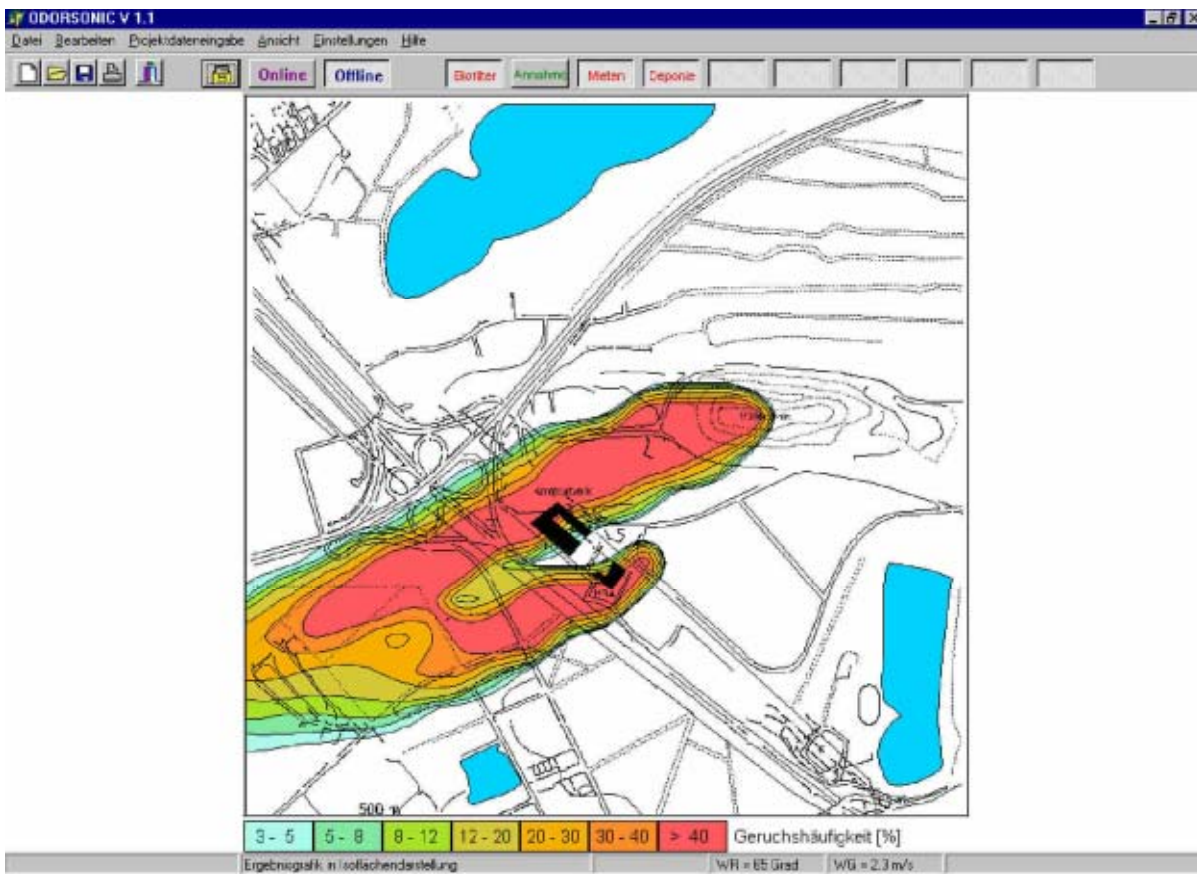 ODORSONIC V 1.1
Datei Bearbeiten Projektdateneingabe Ansicht Einstellungen Hilfe
Online Offline Biofilter Annahme Mieten Deponie
500 m
3 - 5 5 - 8 8 - 12 12 - 20 20 - 30 30 - 40 > 40 Geruchshäufigkeit [%]
Ergebnisgrafik in Isoflächendarstellung WR = 65 Grad WG = 2.3 m/s